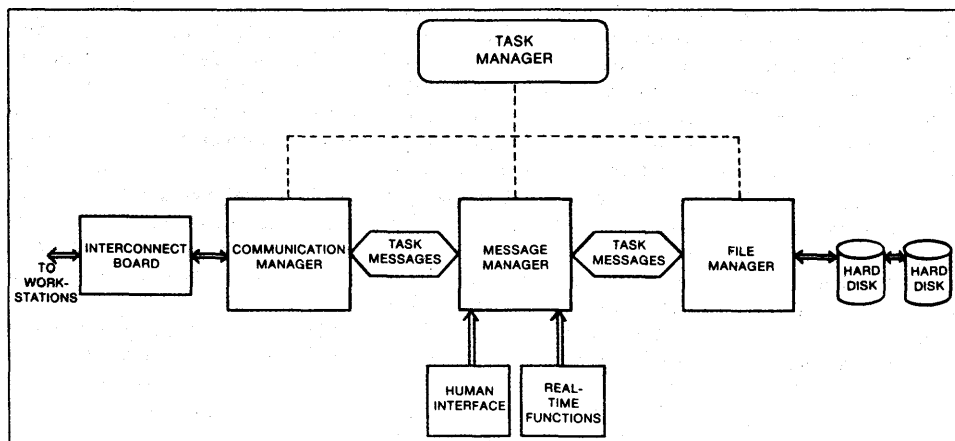 TASK
MANAGER
INTERCONNECT
BOARD
TO
WORK-
STATIONS
COMMUNICATION
MANAGER
TASK
MESSAGES
MESSAGE
MANAGER
TASK
MESSAGES
FILE
MANAGER
HARD
DISK
HARD
DISK
HUMAN
INTERFACE
REAL-
TIME
FUNCTIONS